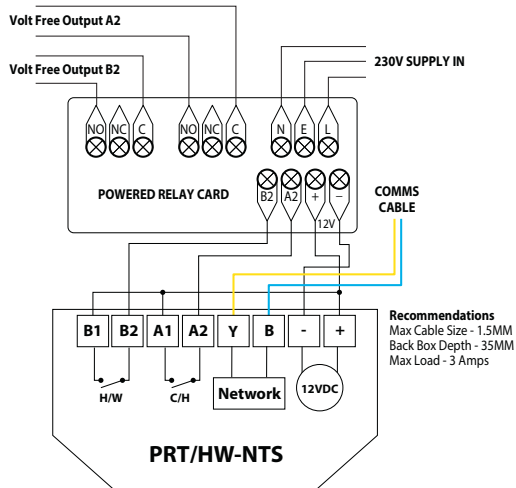 Volt Free Output A2
Volt Free Output B2
230V SUPPLY IN
NO NC C NO NC C N E L
POWERED RELAY CARD
B2 A2 + −
12V
COMMS
CABLE
B1 B2 A1 A2 Y B - +
Recommendations
Max Cable Size - 1.5MM
Back Box Depth - 35MM
Max Load - 3 Amps
H/W C/H Network 12VDC
PRT/HW-NTS